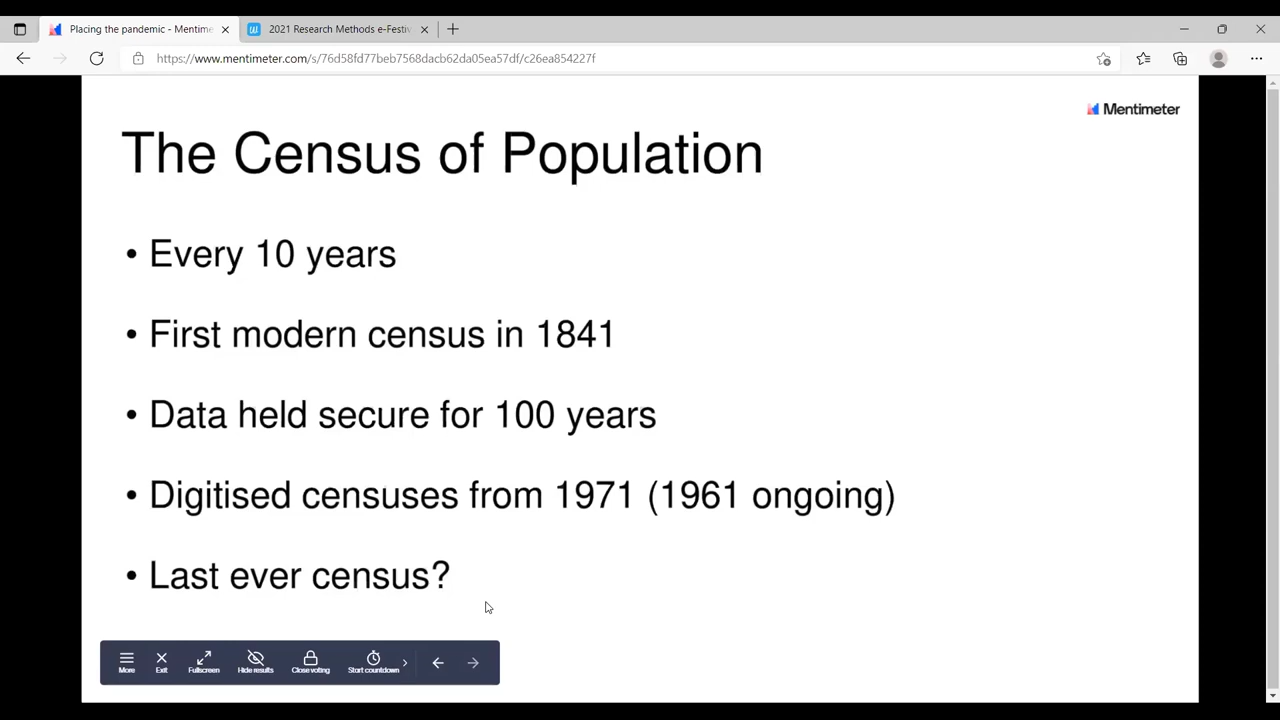 Placing the pandemic - Mentime
2021 Research Methods e-Festiv
https://www.mentimeter.com/s/76d58fd77beb7568dacb62da05ea57df/c26ea854227f
Mentimeter
The Census of Population
• Every 10 years
• First modern census in 1841
• Data held secure for 100 years
• Digitised censuses from 1971 (1961 ongoing)
• Last ever census?
More Exit Fullscreen Hide results Close voting Start countdown